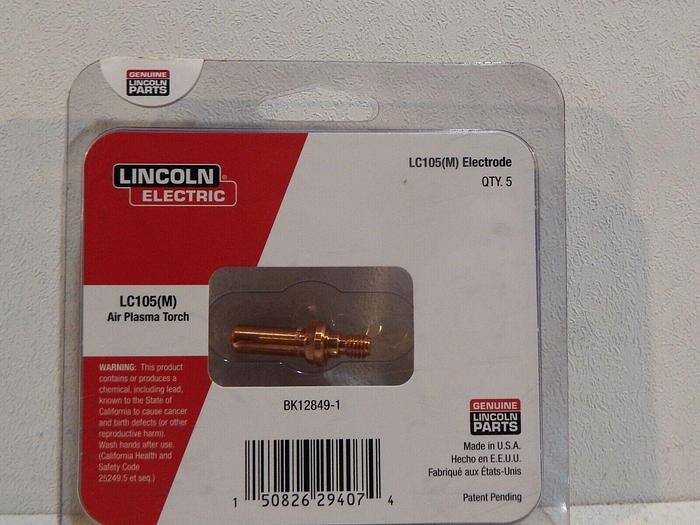 GENUINE
LINCOLN
PARTS
LINCOLN
ELECTRIC
LC105(M) Electrode
QTY. 5
LC105(M)
Air Plasma Torch
WARNING: This product
contains or produces a
chemical, including lead,
known to the State of
California to cause cancer
and birth defects (or other
reproductive harm).
Wash hands after use.
(California Health and
Safety Code
25249.5 et seq.)
BK12849-1
GENUINE
LINCOLN
PARTS
Made in U.S.A.
Hecho en E.E.U.U.
Fabriqué aux États-Unis
Patent Pending
1 50826 29407 4